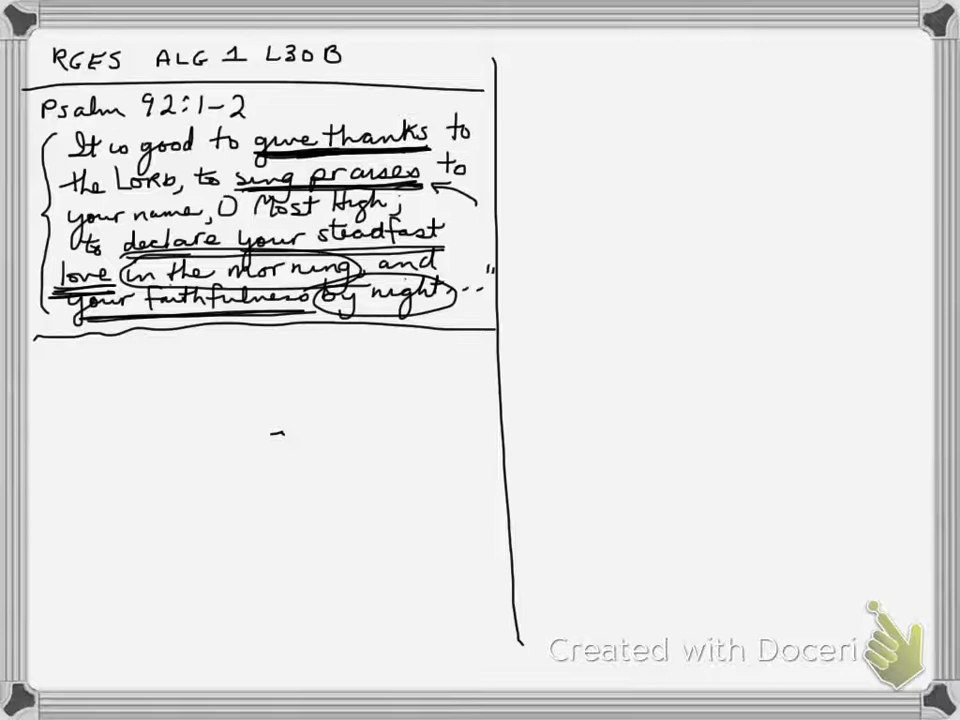 RGES ALG 1 L30B
Psalm 92:1-2
It is good to give thanks to
the LORD, to sing praises to
your name, O Most High;
to declare your steadfast
love in the morning, and
your faithfulness by night..."
Created with Doceri